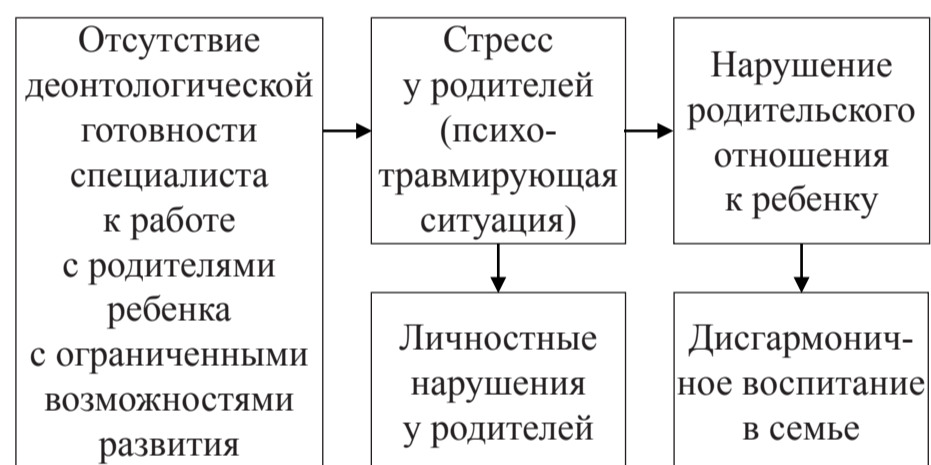 Отсутствие
деонтологической
готовности
специалиста
к работе
с родителями
ребенка
с ограниченными
возможностями
развития
Стресс
у родителей
(психо-
травмирующая
ситуация)
Нарушение
родительского
отношения
к ребенку
Личностные
нарушения
у родителей
Дисгармонич-
ное воспитание
в семье